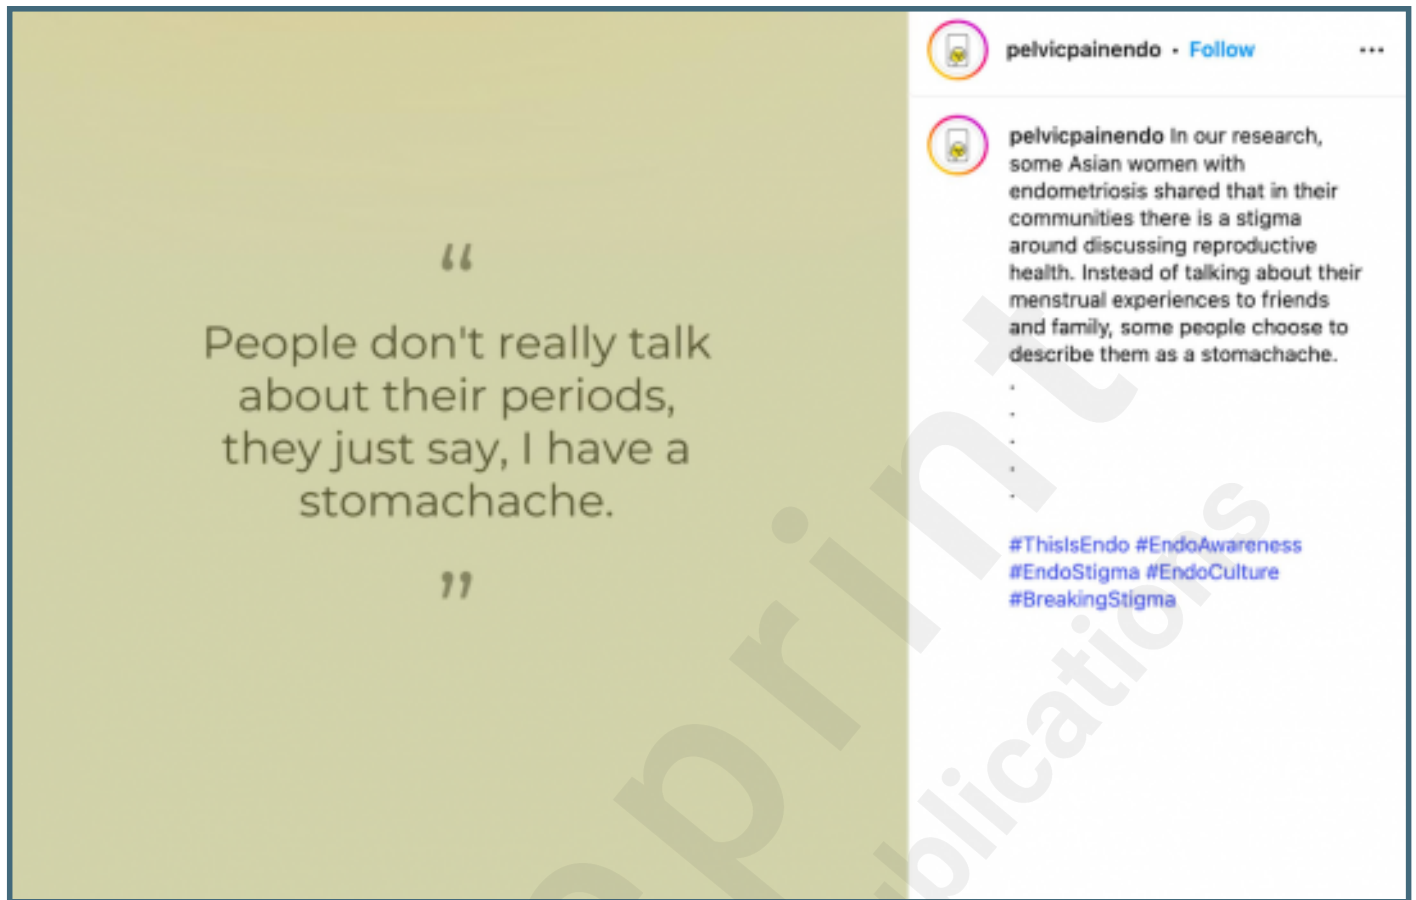 “
People don't really talk
about their periods,
they just say, I have a
stomachache.
”
pelvicpainendo • Follow
...
pelvicpainendo In our research,
some Asian women with
endometriosis shared that in their
communities there is a stigma
around discussing reproductive
health. Instead of talking about their
menstrual experiences to friends
and family, some people choose to
describe them as a stomachache.
.
.
.
.
.
#ThisIsEndo #EndoAwareness
#EndoStigma #EndoCulture
#BreakingStigma